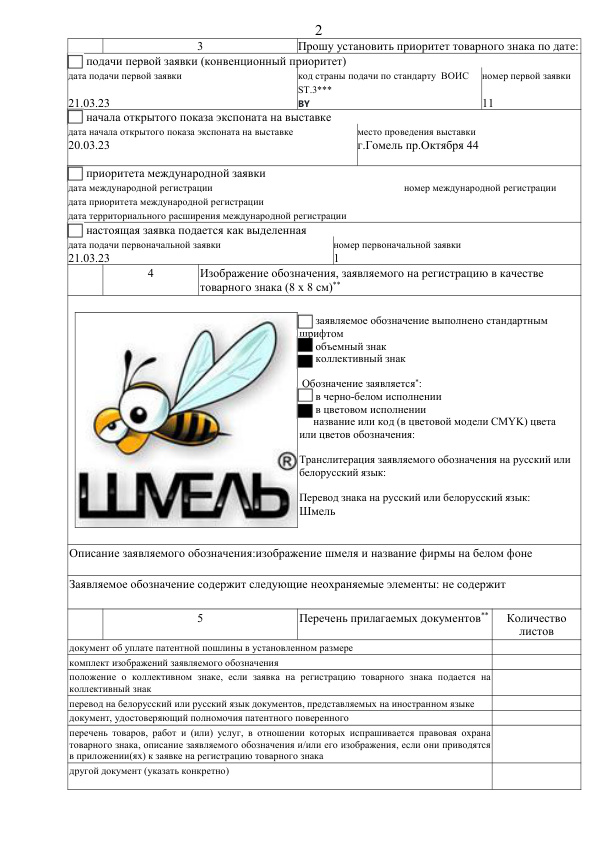 2
3 Прошу установить приоритет товарного знака по дате:
подачи первой заявки (конвенционный приоритет)
дата подачи первой заявки код страны подачи по стандарту ВОИС номер первой заявки
ST.3***
21.03.23 BY 11
начала открытого показа экспоната на выставке
дата начала открытого показа экспоната на выставке место проведения выставки
20.03.23 г.Гомель пр.Октября 44
приоритета международной заявки
дата международной регистрации номер международной регистрации
дата приоритета международной регистрации
дата территориального расширения международной регистрации
настоящая заявка подается как выделенная
дата подачи первоначальной заявки номер первоначальной заявки
21.03.23 1
4 Изображение обозначения, заявляемого на регистрацию в качестве
товарного знака (8 х 8 см)**
заявляемое обозначение выполнено стандартным
шрифтом
объемный знак
коллективный знак
Обозначение заявляется*:
в черно-белом исполнении
в цветовом исполнении
название или код (в цветовой модели CMYK) цвета
или цветов обозначения:
Транслитерация заявляемого обозначения на русский или
белорусский язык:
Перевод знака на русский или белорусский язык:
Шмель
®
ШМЕЛЬ
Описание заявляемого обозначения:изображение шмеля и название фирмы на белом фоне
Заявляемое обозначение содержит следующие неохраняемые элементы: не содержит
5 Перечень прилагаемых документов** Количество
листов
документ об уплате патентной пошлины в установленном размере
комплект изображений заявляемого обозначения
положение о коллективном знаке, если заявка на регистрацию товарного знака подается на
коллективный знак
перевод на белорусский или русский язык документов, представляемых на иностранном языке
документ, удостоверяющий полномочия патентного поверенного
перечень товаров, работ и (или) услуг, в отношении которых испрашивается правовая охрана
товарного знака, описание заявляемого обозначения и/или его изображения, если они приводятся
в приложении(ях) к заявке на регистрацию товарного знака
другой документ (указать конкретно)